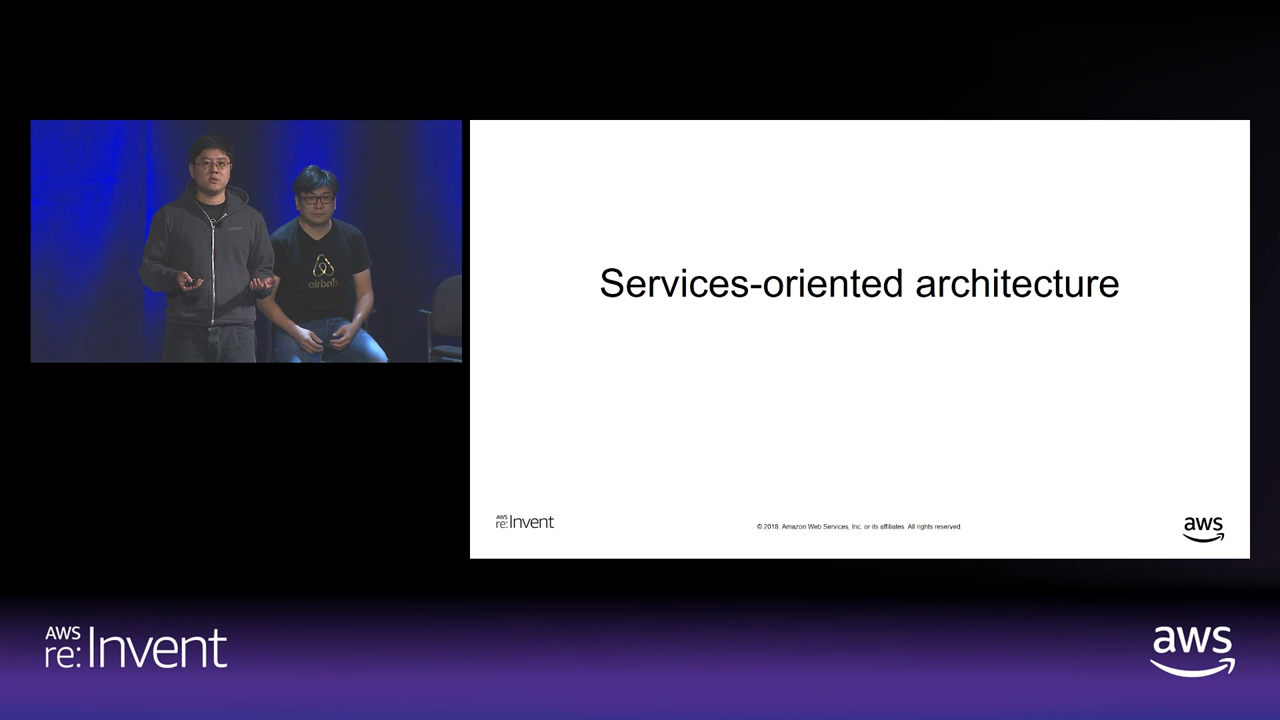 airbnb
Services-oriented architecture
AWS
re:Invent
© 2018, Amazon Web Services, Inc. or its affiliates. All rights reserved.
aws
AWS
re:Invent
aws